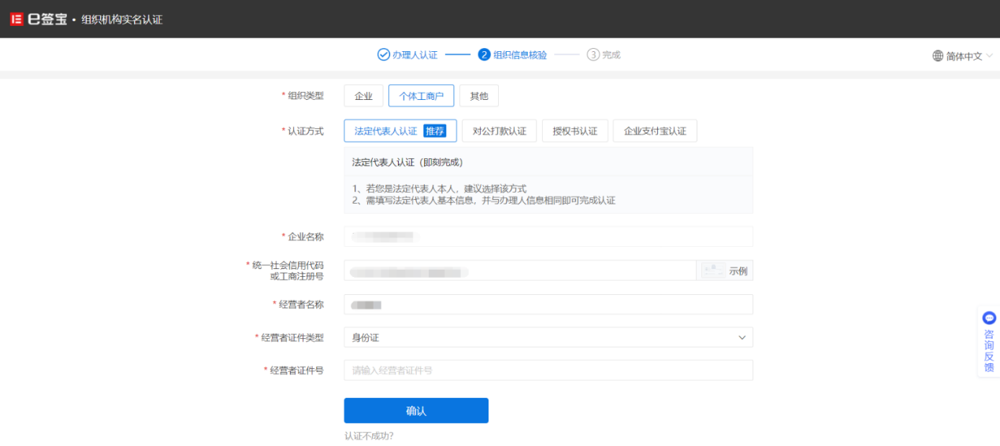 e签宝·组织机构实名认证
办理人认证 2 组织信息核验 3 完成
简体中文
* 组织类型 企业 个体工商户 其他
* 认证方式 法定代表人认证 推荐 对公打款认证 授权书认证 企业支付宝认证
法定代表人认证（即刻完成）
1、若您是法定代表人本人，建议选择该方式
2、需填写法定代表人基本信息，并与办理人信息相同即可完成认证
* 企业名称
* 统一社会信用代码
或工商注册号
示例
* 经营者名称
* 经营者证件类型 身份证
* 经营者证件号 请输入经营者证件号
确认
认证不成功?
咨询反馈